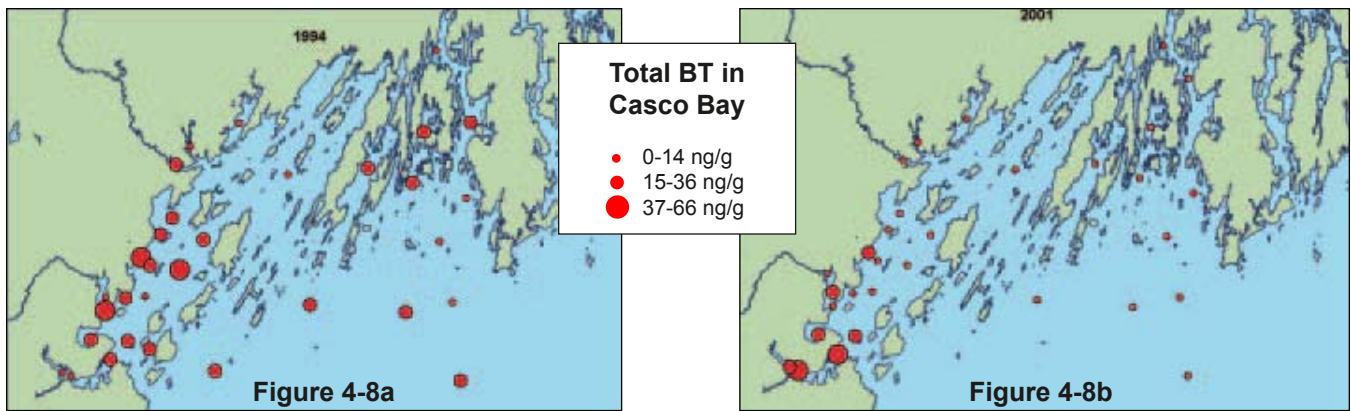 1994
2001
Total BT in
Casco Bay
0-14 ng/g
15-36 ng/g
37-66 ng/g
Figure 4-8a
Figure 4-8b